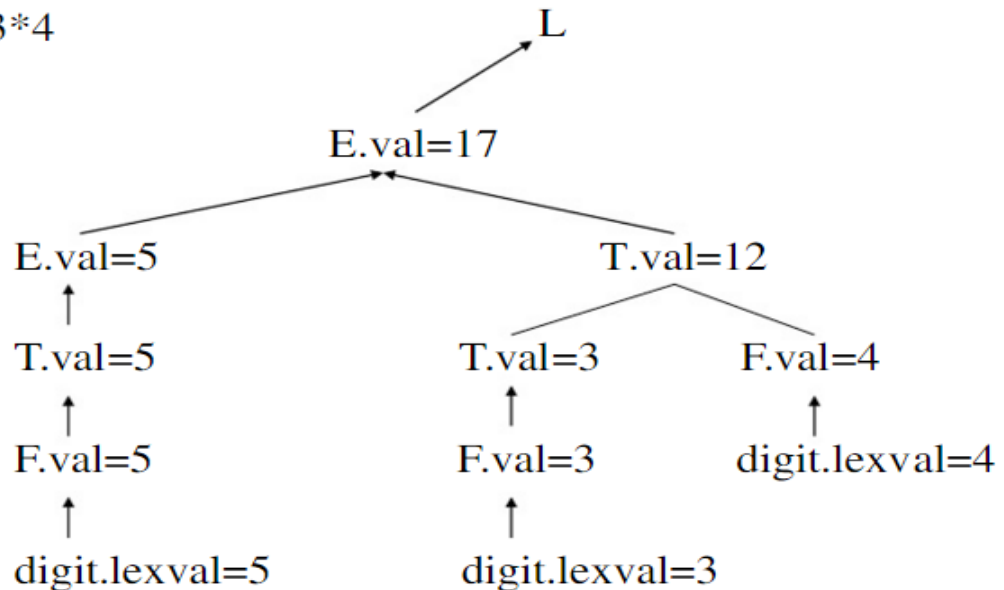 3*4
L
E.val=17
E.val=5 T.val=12
T.val=5 T.val=3 F.val=4
F.val=5 F.val=3 digit.lexval=4
digit.lexval=5 digit.lexval=3